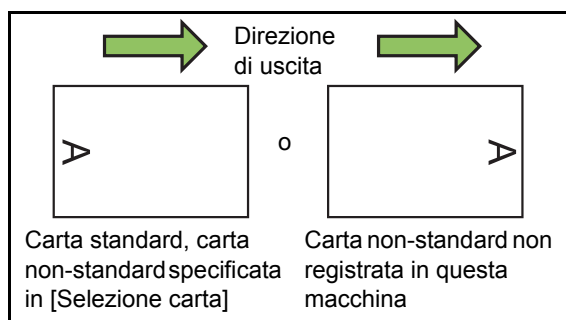 Direzione
di uscita
A
o
A
Carta standard, carta
non-standard specificata
in [Selezione carta]
Carta non-standard non
registrata in questa
macchina